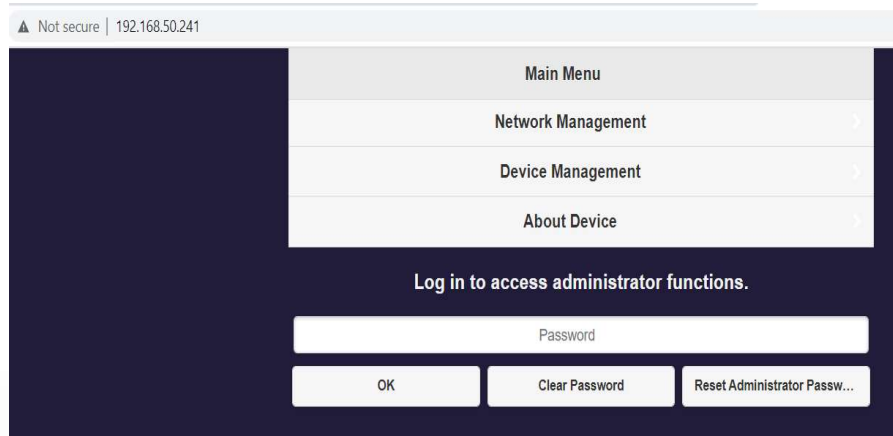 Not secure | 192.168.50.241
Main Menu
Network Management
Device Management
About Device
Log in to access administrator functions.
Password
OK Clear Password Reset Administrator Passw...